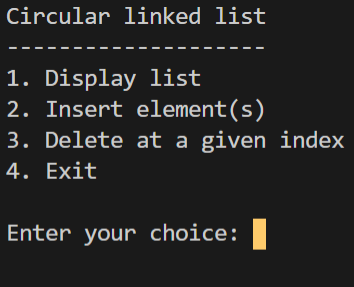 Circular linked list
--------------------
1. Display list
2. Insert element(s)
3. Delete at a given index
4. Exit
Enter your choice: